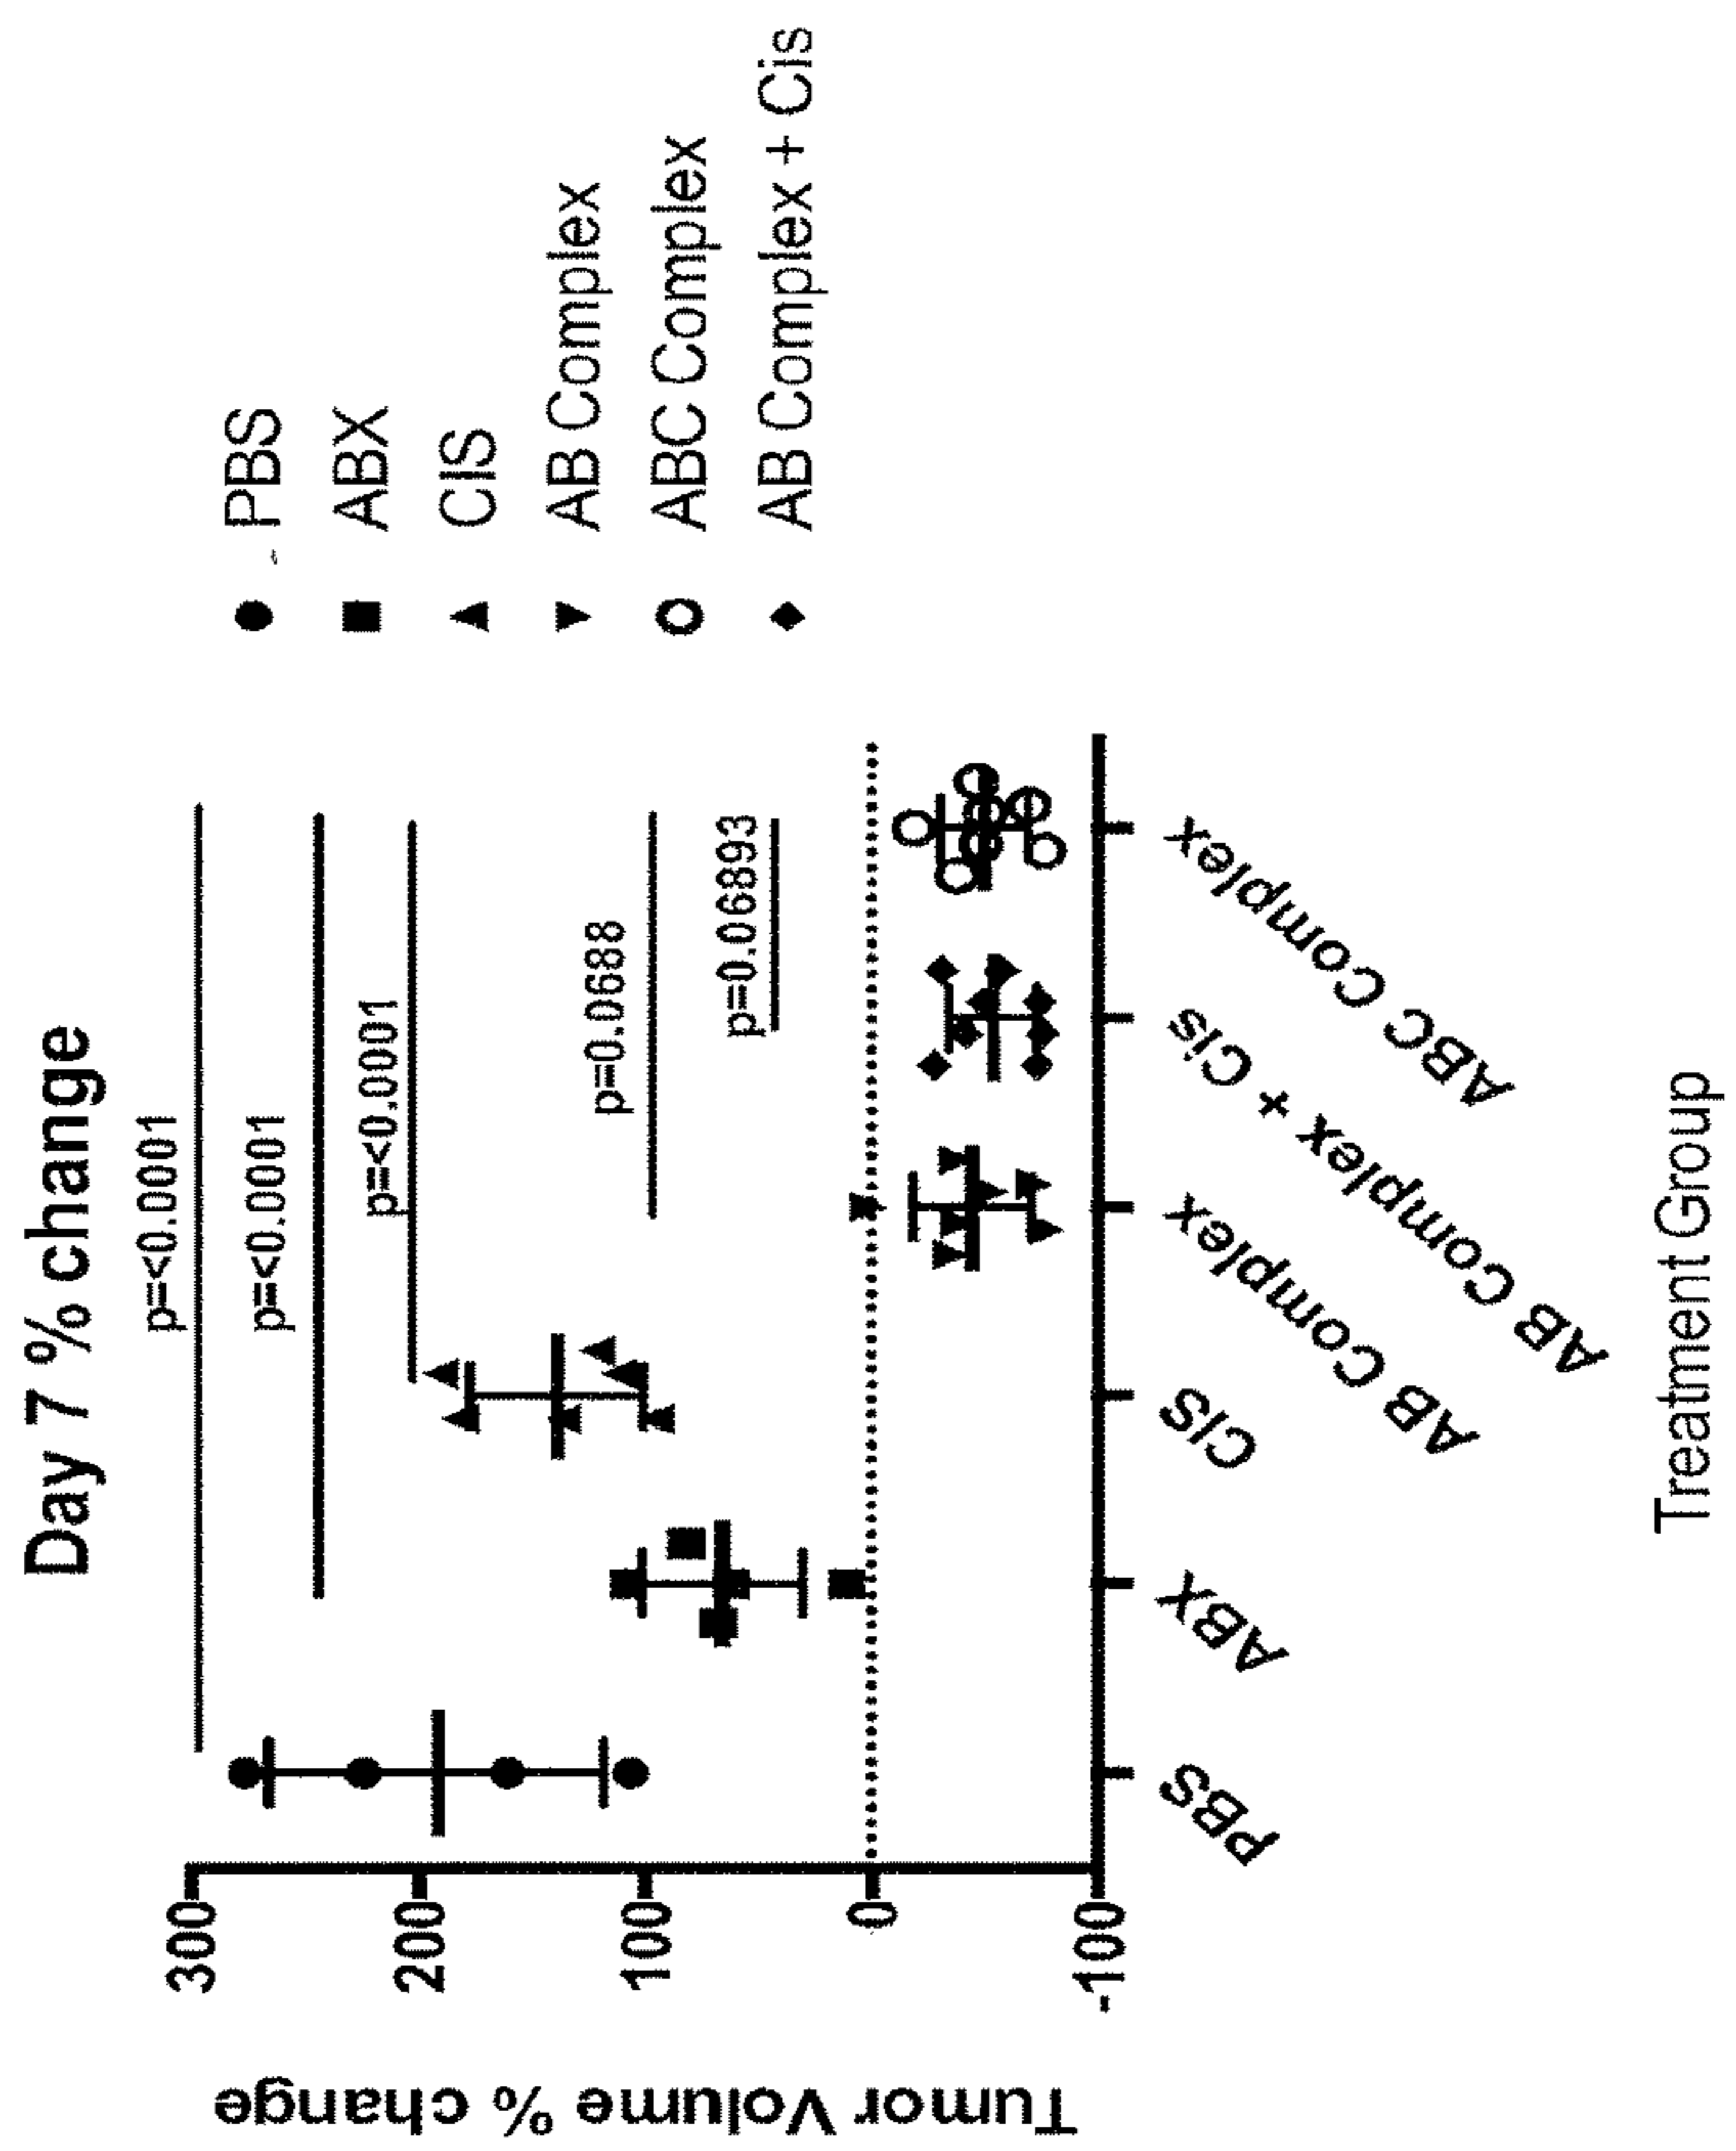 Day 7 % change
p=<0.0001
p=<0.0001
p=<0.0001
p=0.0688
p=0.06893
Tumor Volume % change
300
200
100
0
-100
PBS
ABX
CIS
AB Complex
AB Complex + Cis
ABC Complex
Treatment Group
PBS
ABX
CIS
AB Complex
ABC Complex
AB Complex + Cis